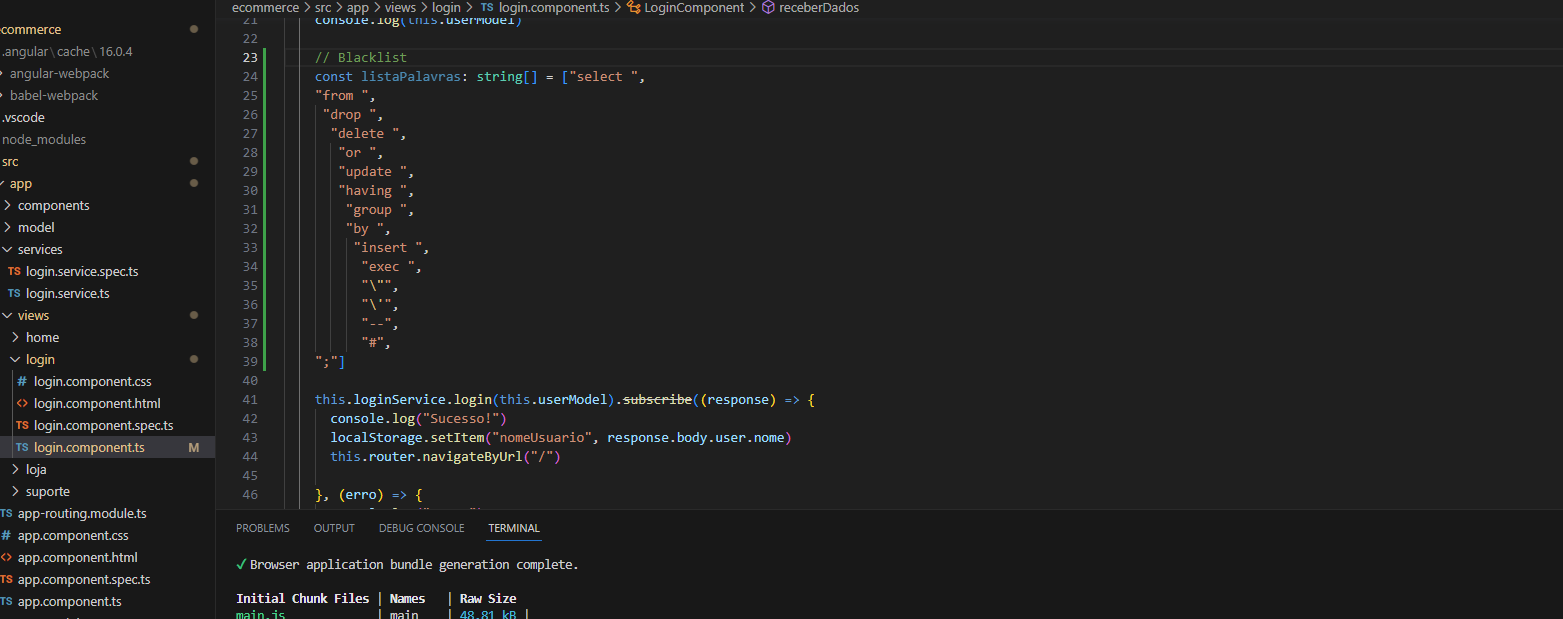 ecommerce > src > app > views > login > TS login.component.ts > LoginComponent > receberDados
commerce
.angular \ cache \ 16.0.4
angular-webpack
babel-webpack
.vscode
node_modules
src
app
components
model
services
TS login.service.spec.ts
TS login.service.ts
views
home
login
# login.component.css
<> login.component.html
TS login.component.spec.ts
TS login.component.ts M
loja
suporte
TS app-routing.module.ts
# app.component.css
<> app.component.html
TS app.component.spec.ts
TS app.component.ts
21 console.log(this.userModel)
22
23 // Blacklist
24 const listaPalavras: string[] = ["select ",
25 "from ",
26 "drop ",
27 "delete ",
28 "or ",
29 "update ",
30 "having ",
31 "group ",
32 "by ",
33 "insert ",
34 "exec ",
35 "\"",
36 "\'",
37 "--",
38 "#",
39 ";"]
40
41 this.loginService.login(this.userModel).subscribe((response) => {
42 console.log("Sucesso!")
43 localStorage.setItem("nomeUsuario", response.body.user.nome)
44 this.router.navigateByUrl("/")
45
46 }, (erro) => {
PROBLEMS OUTPUT DEBUG CONSOLE TERMINAL
✓ Browser application bundle generation complete.
Initial Chunk Files | Names | Raw Size
main.js | main | 48.81 kB |